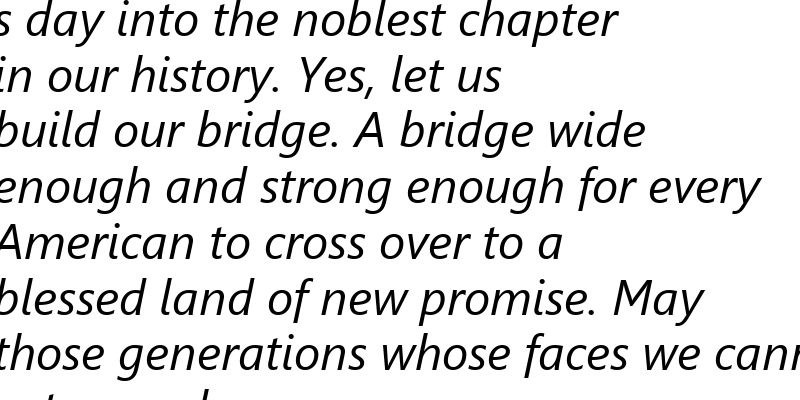 s day into the noblest chapter
in our history. Yes, let us
build our bridge. A bridge wide
enough and strong enough for every
American to cross over to a
blessed land of new promise. May
those generations whose faces we cann